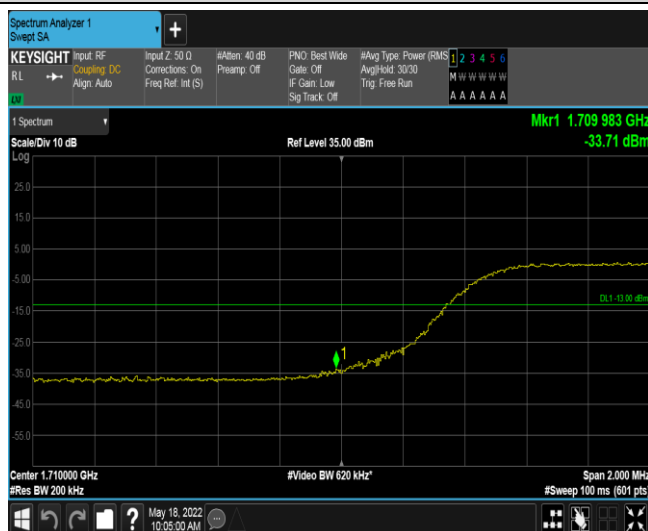 Spectrum Analyzer 1
Swept SA
+
KEYSIGHT
RL
LXI
Input: RF
Coupling: DC
Align: Auto
Input Z: 50 Ω
Corrections: On
Freq Ref: Int (S)
#Atten: 40 dB
Preamp: Off
PNO: Best Wide
Gate: Off
IF Gain: Low
Sig Track: Off
#Avg Type: Power (RMS
Avg|Hold: 30/30
Trig: Free Run
1 2 3 4 5 6
M W W W W W
A A A A A A
1 Spectrum
Mkr1 1.709 983 GHz
Scale/Div 10 dB
Ref Level 35.00 dBm
-33.71 dBm
Log
25.0
15.0
5.00
-5.00
DL1 -13.00 dBm
-15.0
-25.0
1
-35.0
-45.0
-55.0
Center 1.710000 GHz
#Video BW 620 kHz*
Span 2.000 MHz
#Res BW 200 kHz
#Sweep 100 ms (601 pts)
?
May 18, 2022
10:05:00 AM